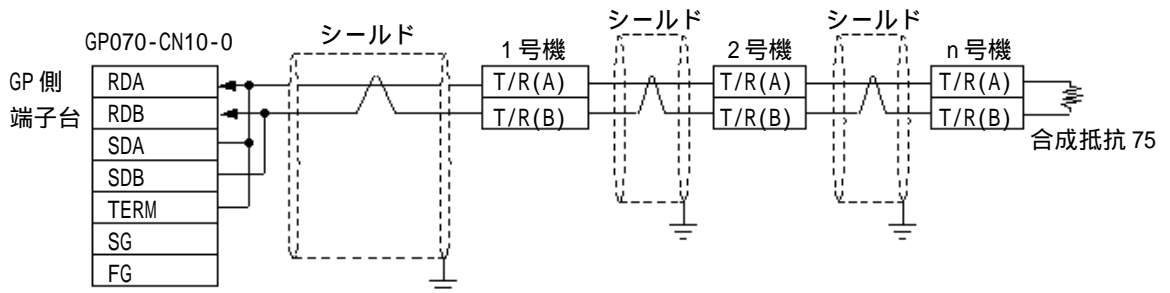 シールド
シールド
シールド
GP070-CN10-0
1号機
2号機
n号機
GP 側
端子台
RDA
RDB
SDA
SDB
TERM
SG
FG
T/R(A)
T/R(B)
T/R(A)
T/R(B)
T/R(A)
T/R(B)
合成抵抗 75